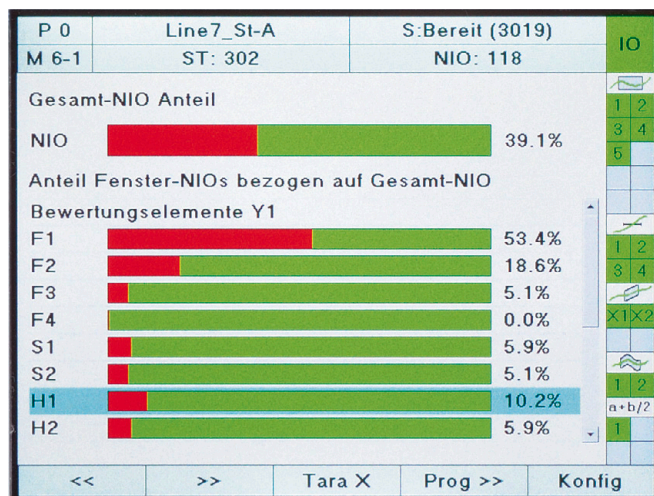 P 0 Line7_St-A S:Bereit (3019) IO
M 6-1 ST: 302 NIO: 118
Gesamt-NIO Anteil
NIO 39.1%
Anteil Fenster-NIOs bezogen auf Gesamt-NIO
Bewertungselemente Y1
F1 53.4%
F2 18.6%
F3 5.1%
F4 0.0%
S1 5.9%
S2 5.1%
H1 10.2%
H2 5.9%
1 2
3 4
5
1 2
3 4
X1 X2
1 2
a+b/2
1
<< >> Tara X Prog >> Konfig